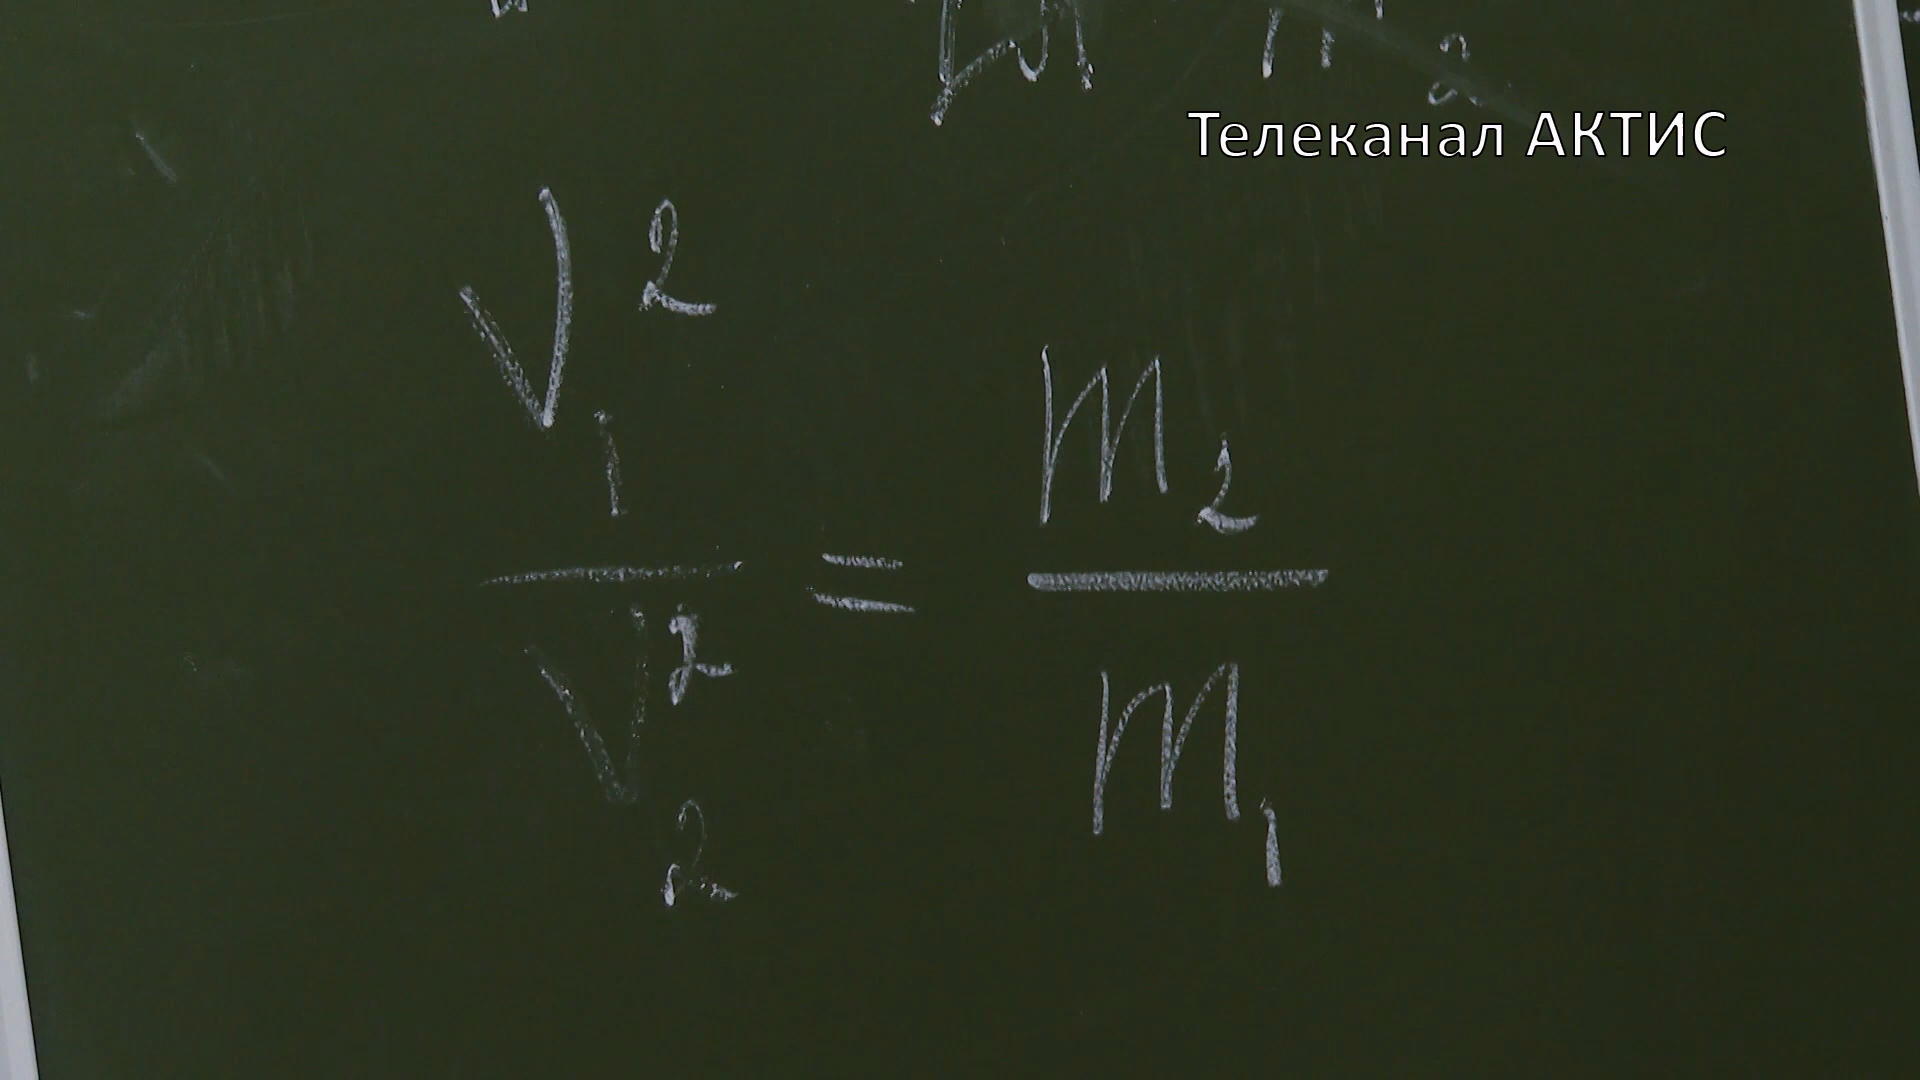 Телеканал АКТИС
V₁² / V₂² = m₂ / m₁